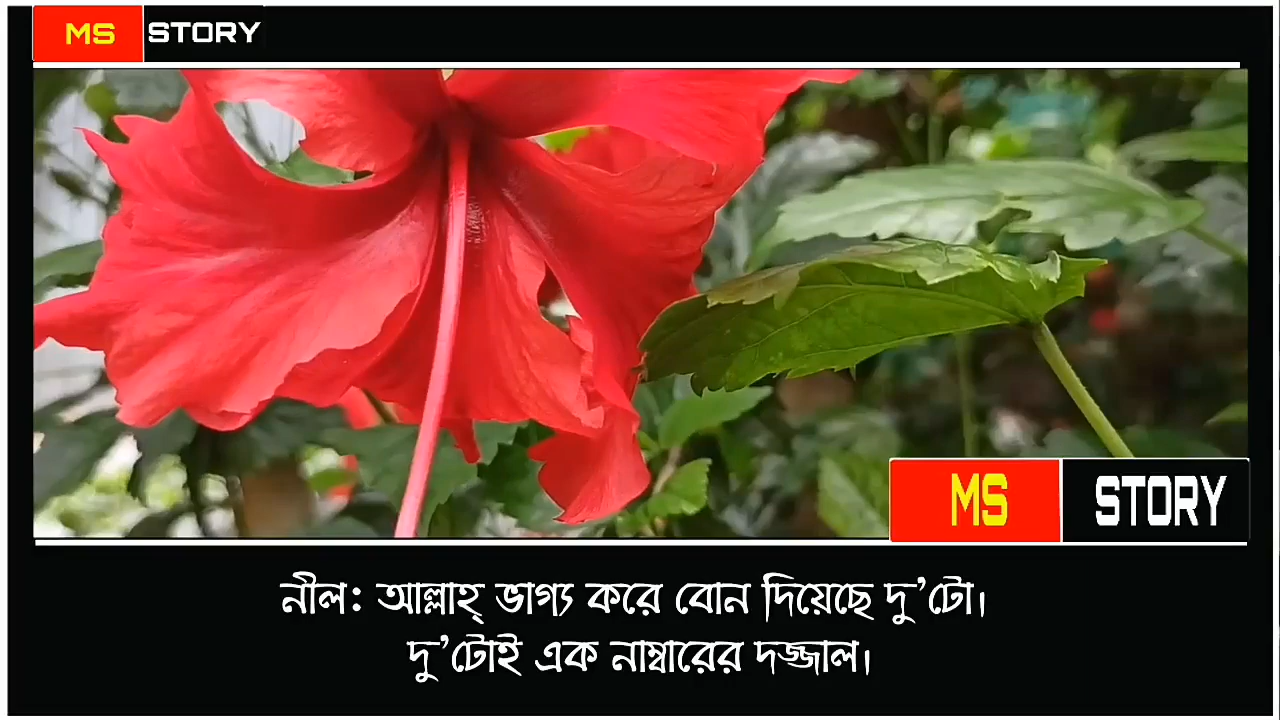 MS STORY
MS STORY
নীল: আল্লাহ্ ভাগ্য করে বোন দিয়েছে দু'টো।
দু'টোই এক নাম্বারের দজ্জাল।